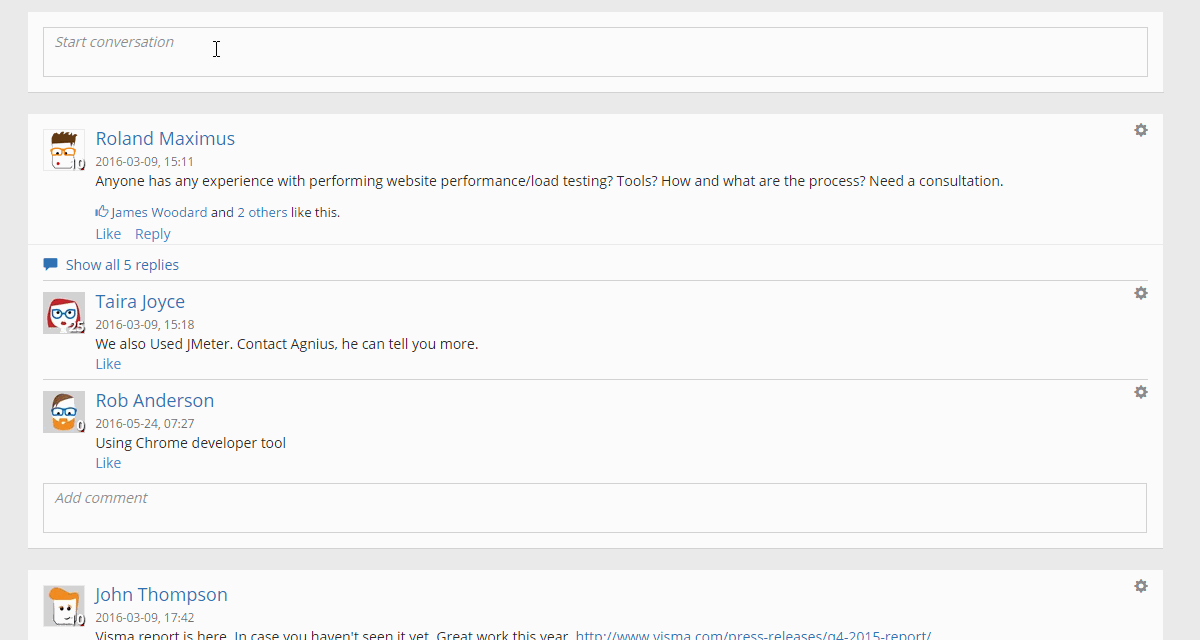 Start conversation
Roland Maximus
10
2016-03-09, 15:11
Anyone has any experience with performing website performance/load testing? Tools? How and what are the process? Need a consultation.
James Woodard and 2 others like this.
Like Reply
Show all 5 replies
Taira Joyce
25
2016-03-09, 15:18
We also Used JMeter. Contact Agnius, he can tell you more.
Like
Rob Anderson
0
2016-05-24, 07:27
Using Chrome developer tool
Like
Add comment
John Thompson
10
2016-03-09, 17:42
Visma report is here. In case you haven't seen it yet. Great work this year. http://www.visma.com/press-releases/q4-2015-report/